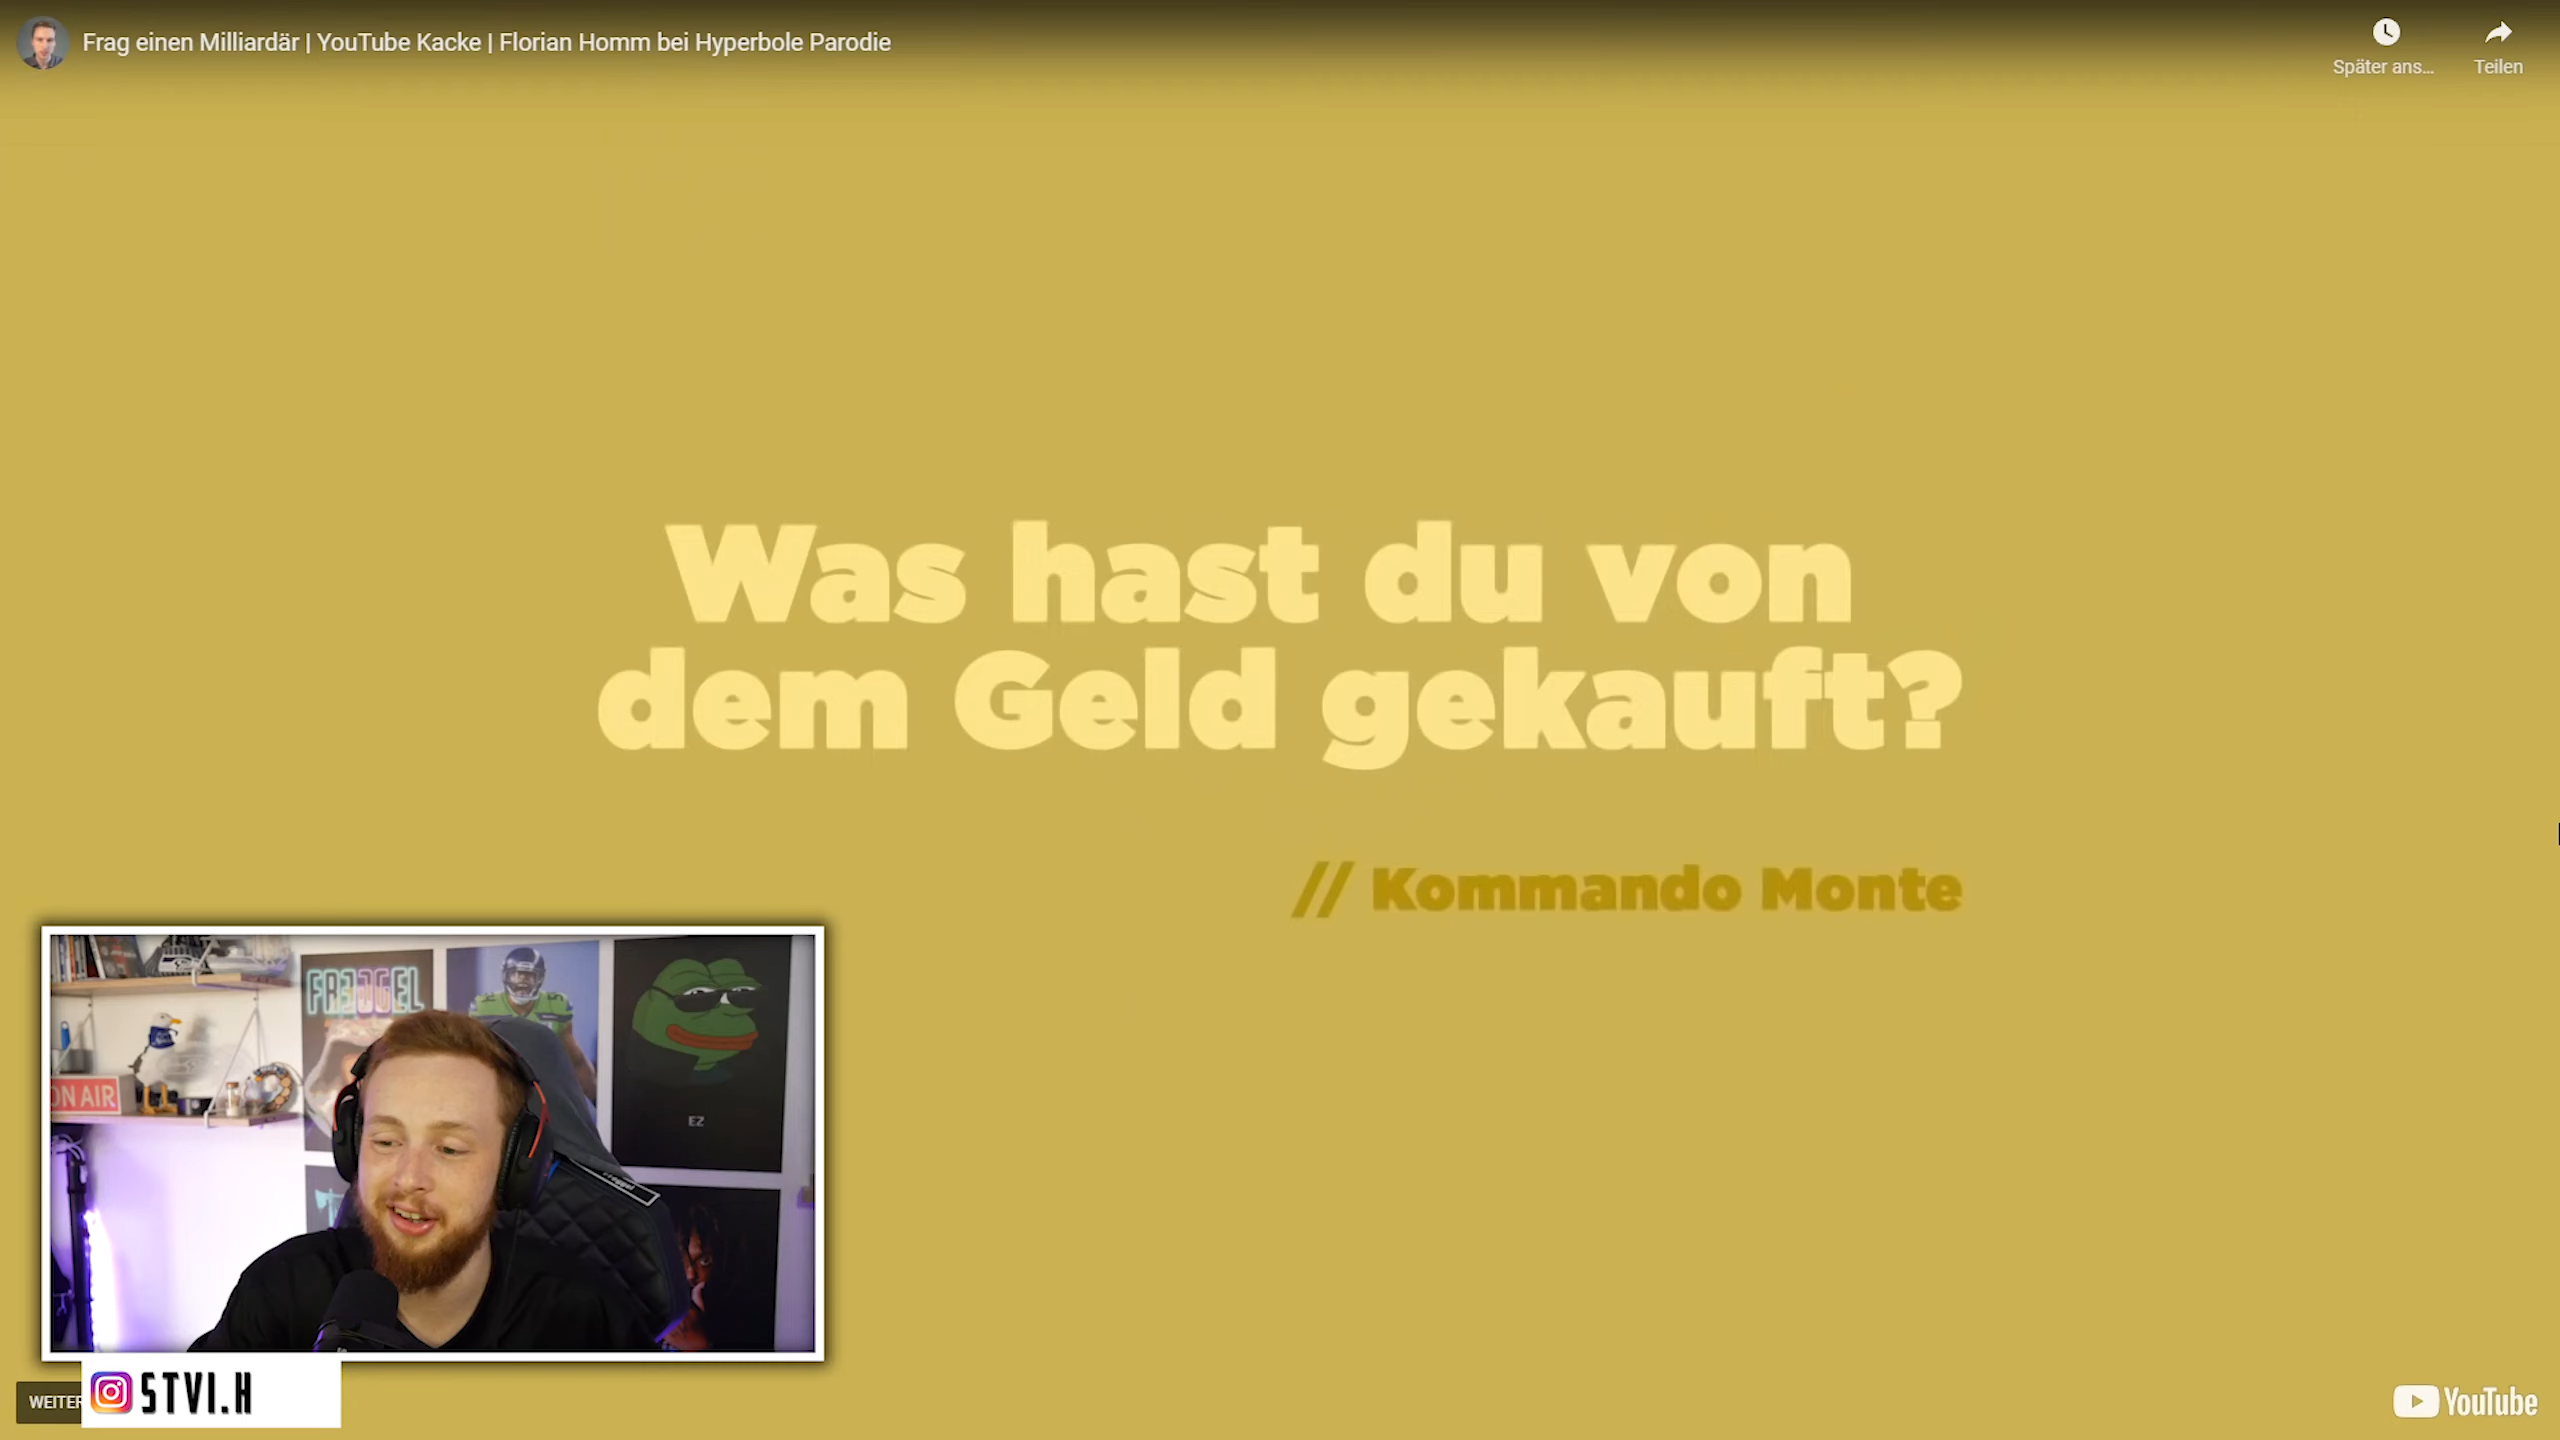 Frag einen Milliardär | YouTube Kacke | Florian Homm bei Hyperbole Parodie
Später ans...
Teilen
Was hast du von
dem Geld gekauft?
// Kommando Monte
ON AIR
EZ
WEITER
STVI.H
YouTube